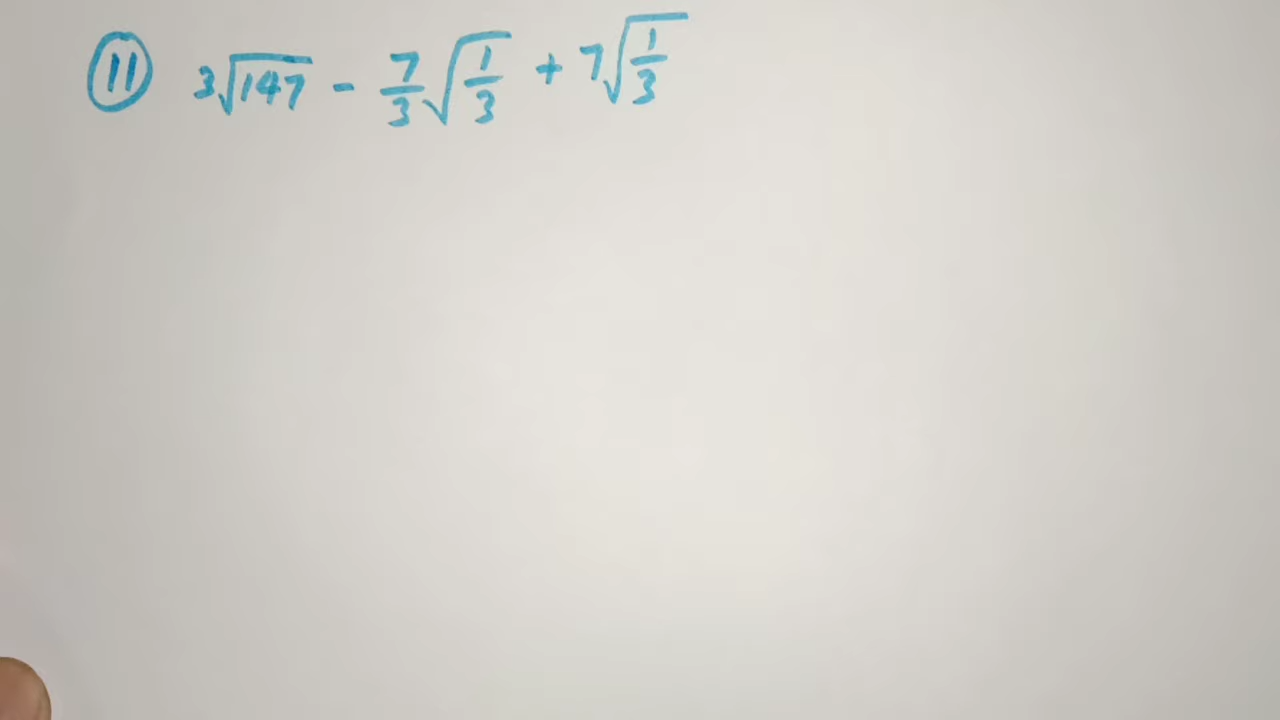 ⑪ 3√147 - 7/3 √1/3 + 7√1/3